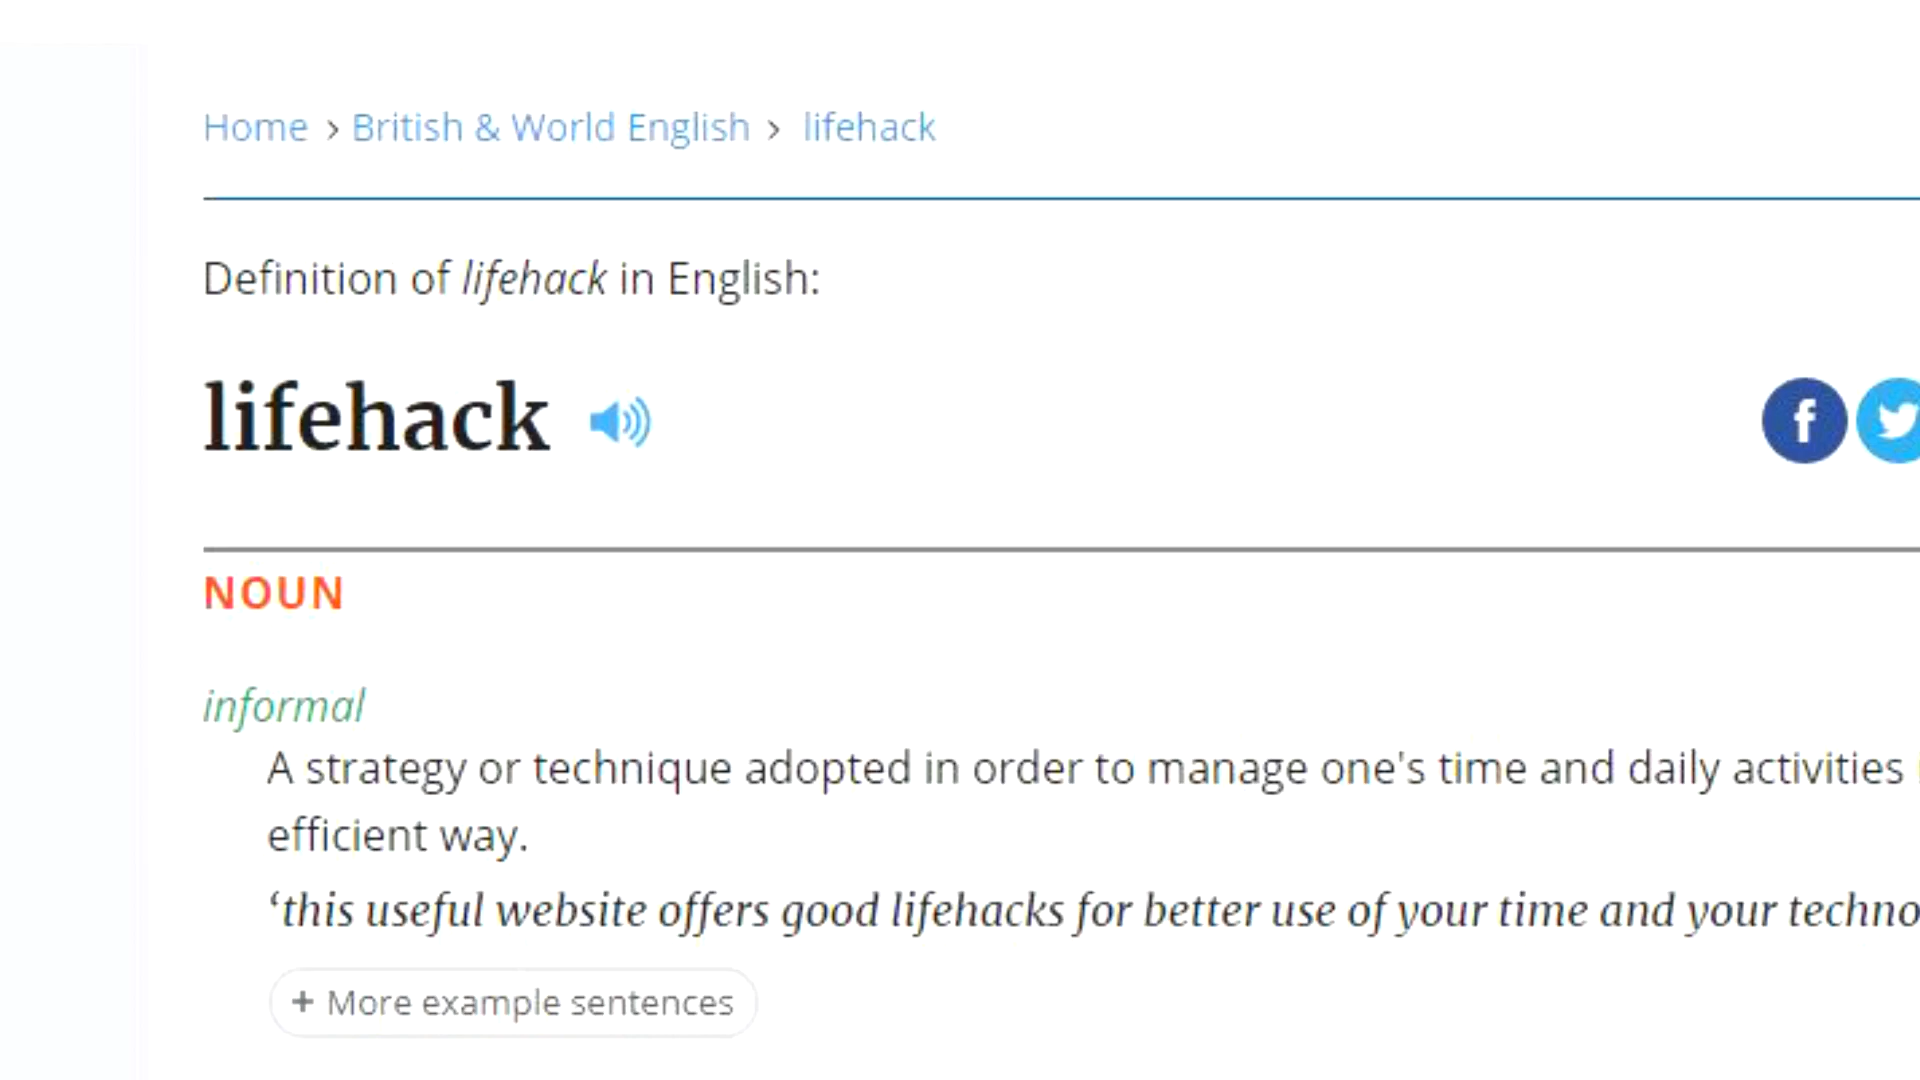 Home > British & World English > lifehack
Definition of lifehack in English:
lifehack
NOUN
informal
A strategy or technique adopted in order to manage one's time and daily activities
efficient way.
‘this useful website offers good lifehacks for better use of your time and your techno
+ More example sentences